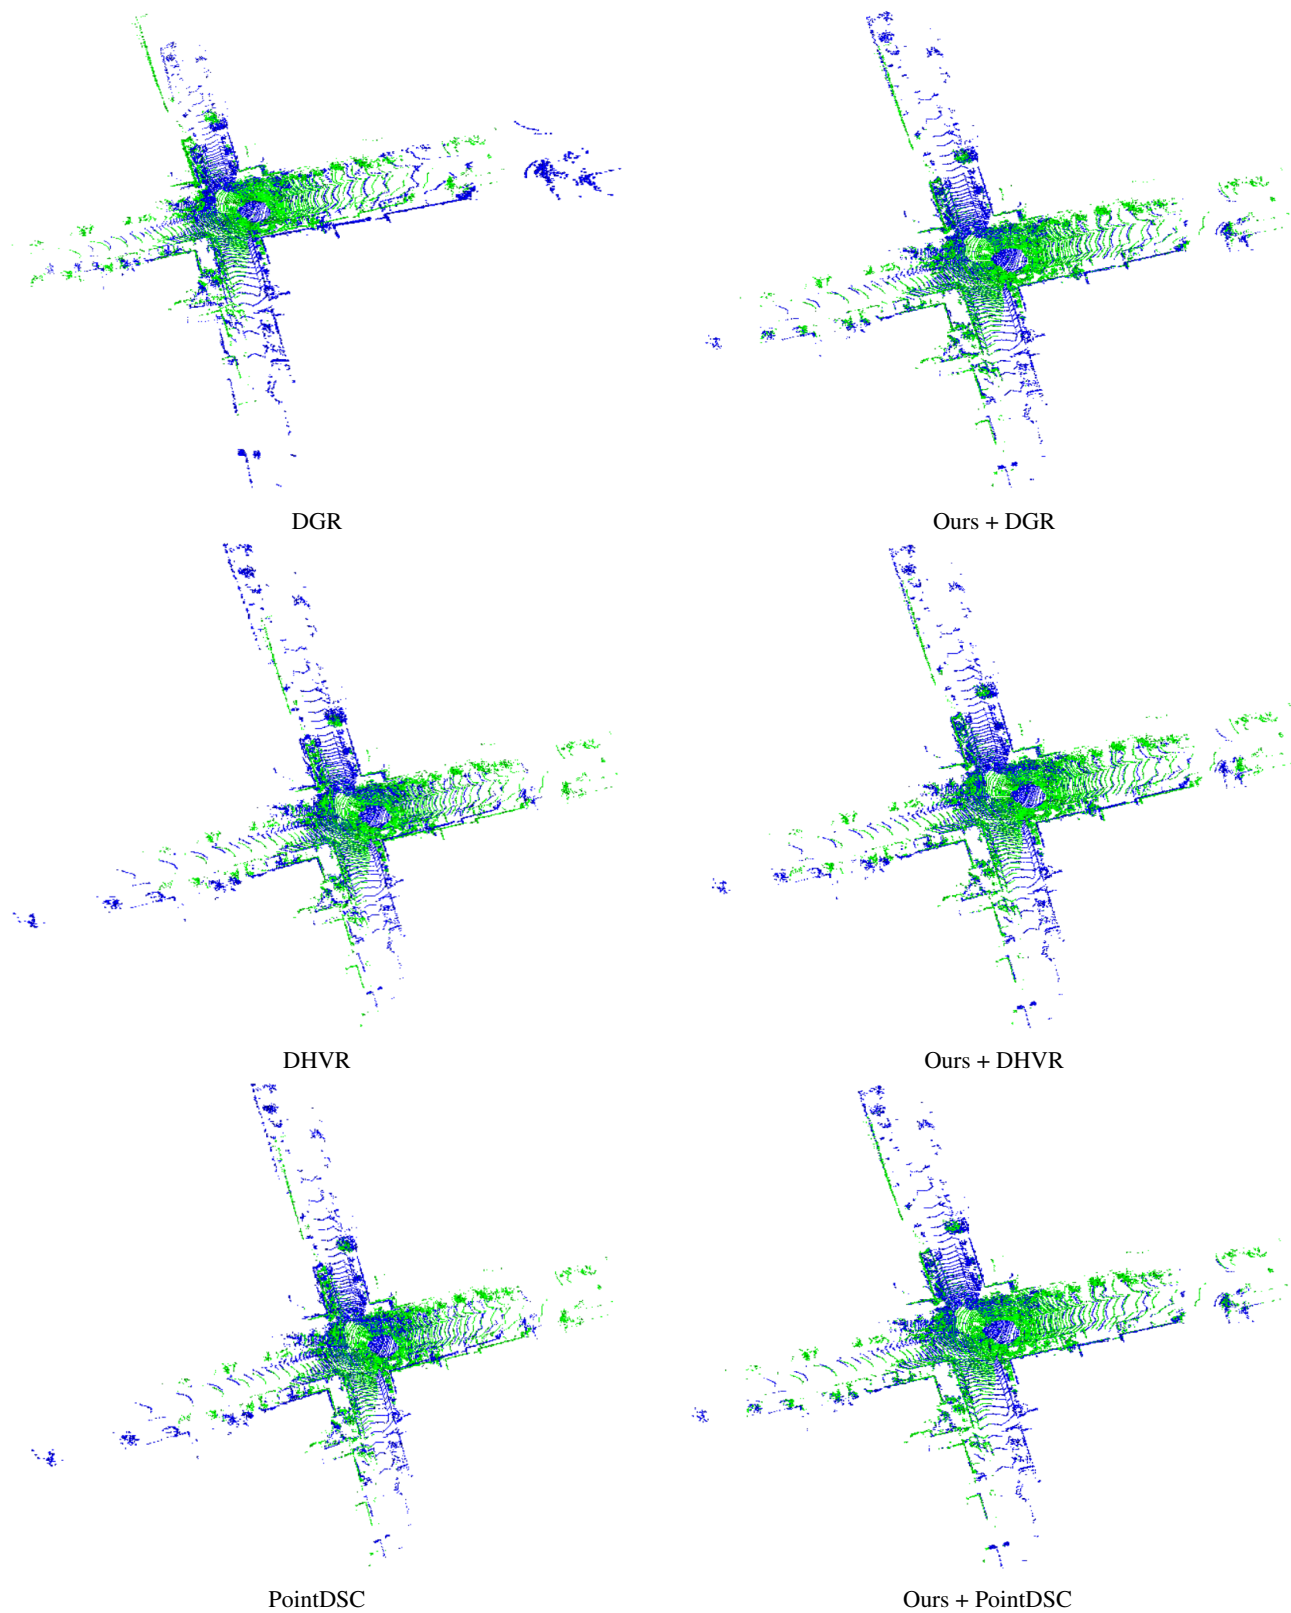 DGR
Ours + DGR
DHVR
Ours + DHVR
PointDSC
Ours + PointDSC